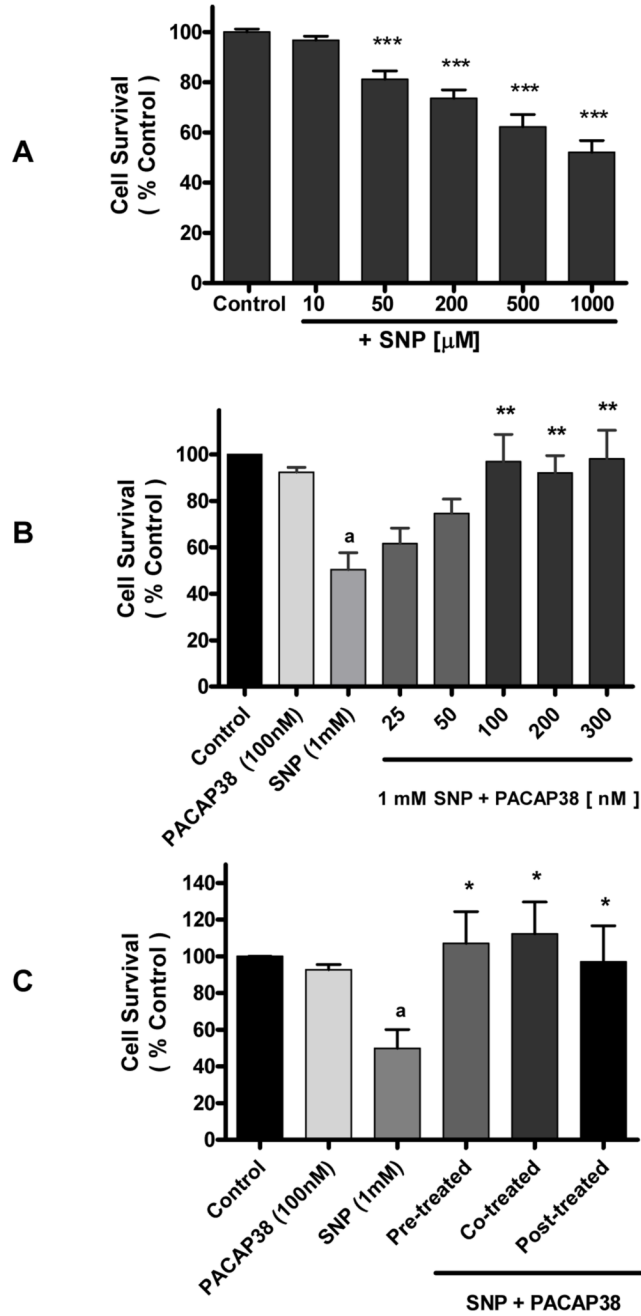 A
Cell Survival
( % Control )
100
80
60
40
20
0
***
***
***
***
Control 10 50 200 500 1000
+ SNP [µM]
B
Cell Survival
( % Control )
100
80
60
40
20
0
a
**
**
**
Control
PACAP38 (100nM)
SNP (1mM)
25
50
100
200
300
1 mM SNP + PACAP38 [ nM ]
C
Cell Survival
( % Control )
140
120
100
80
60
40
20
0
a
*
*
*
Control
PACAP38 (100nM)
SNP (1mM)
Pre-treated
Co-treated
Post-treated
SNP + PACAP38